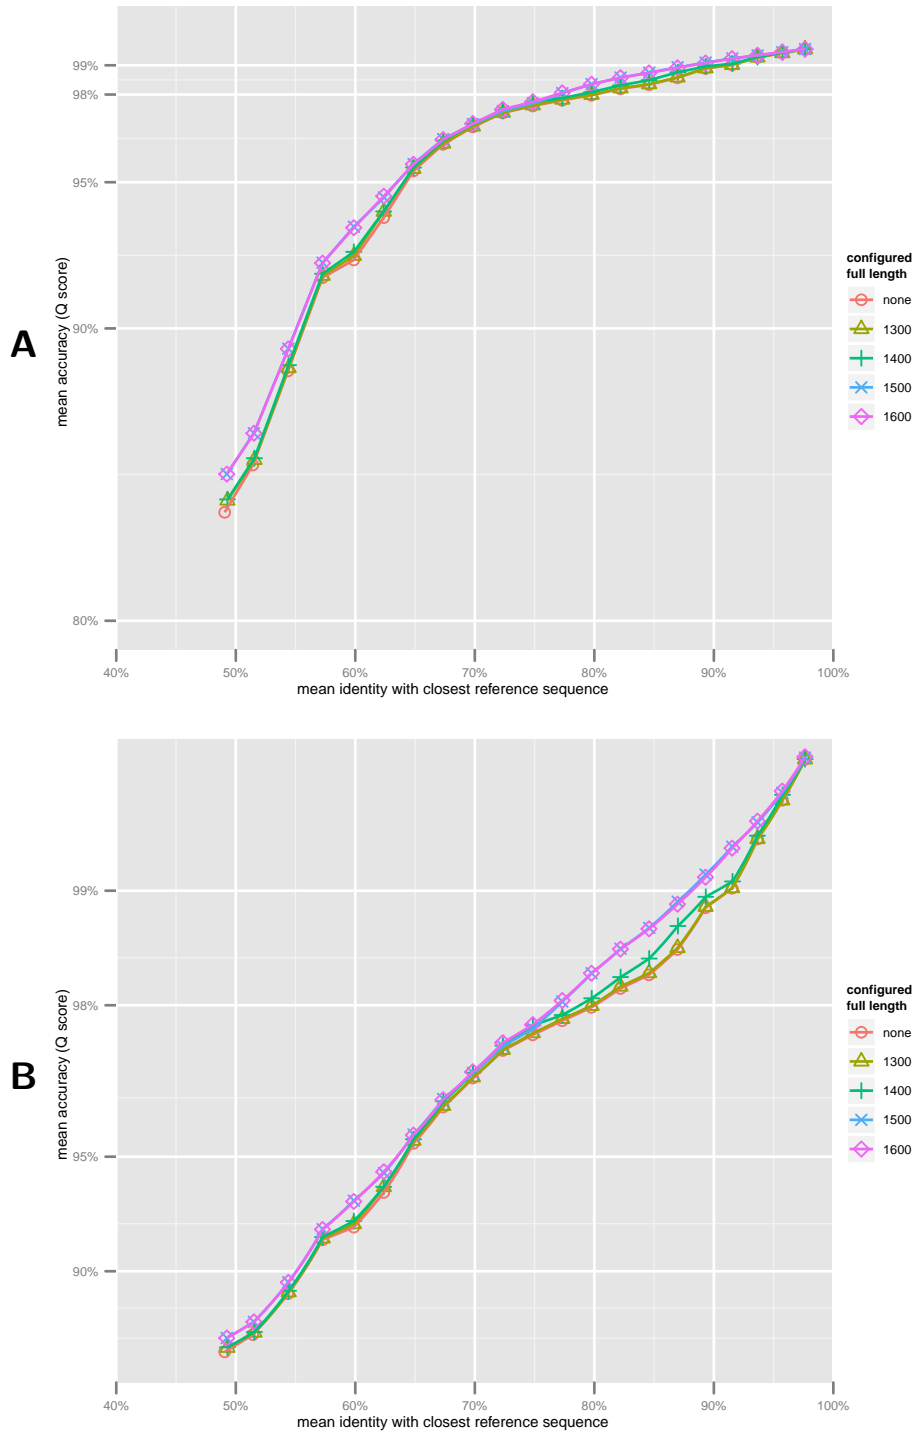 A
mean accuracy (Q score)
99%
98%
95%
90%
80%
40%
50%
60%
70%
80%
90%
100%
mean identity with closest reference sequence
configured
full length
none
1300
1400
1500
1600
B
mean accuracy (Q score)
99%
98%
95%
90%
40%
50%
60%
70%
80%
90%
100%
mean identity with closest reference sequence
configured
full length
none
1300
1400
1500
1600